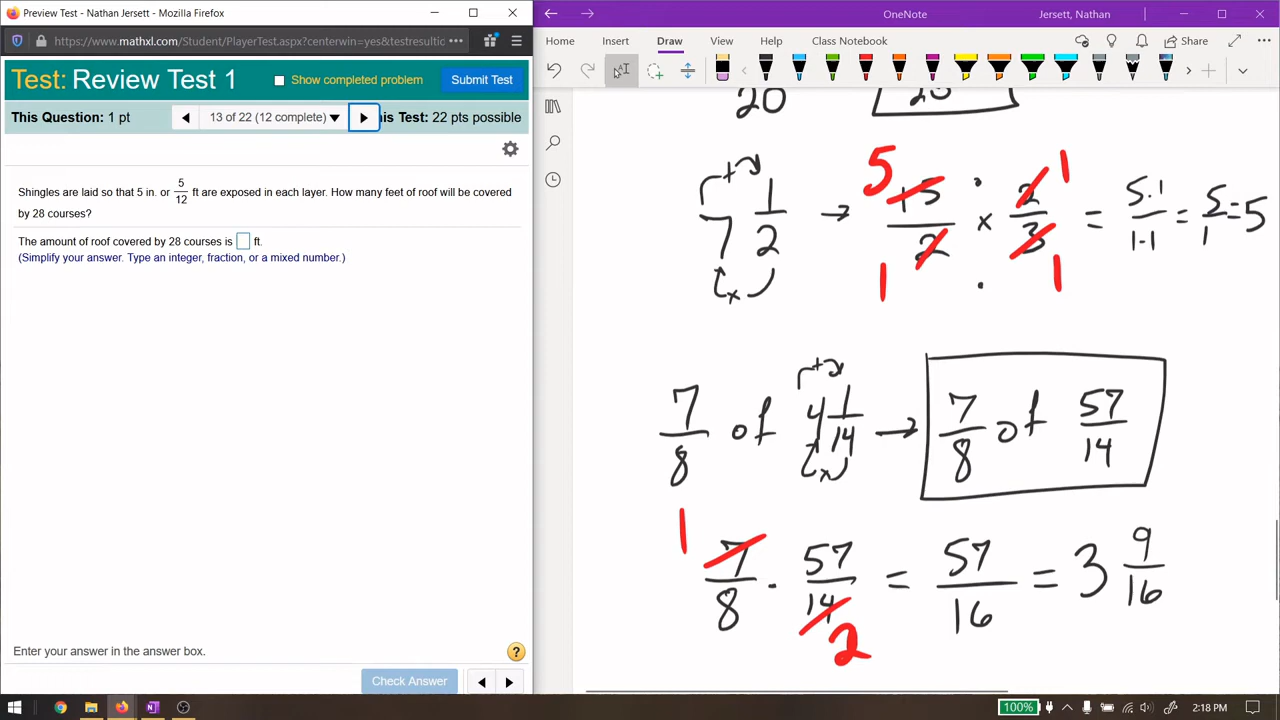 Preview Test - Nathan Jersett - Mozilla Firefox
https://www.mathxl.com/Student/PlayerTest.aspx?centerwin=yes&testresultic
Test: Review Test 1
Show completed problem
Submit Test
This Question: 1 pt
13 of 22 (12 complete)
his Test: 22 pts possible
Shingles are laid so that 5 in. or 5/12 ft are exposed in each layer. How many feet of roof will be covered
by 28 courses?
The amount of roof covered by 28 courses is ft.
(Simplify your answer. Type an integer, fraction, or a mixed number.)
Enter your answer in the answer box.
?
Check Answer
OneNote
Jersett, Nathan
Home Insert Draw View Help Class Notebook Share
20 20
7 1/2 → 15/2 × 2/3 = 5·1/1·1 = 5/1 = 5
+ x 5 1 1 1
7/8 of 4 1/14 → 7/8 of 57/14
+ x
7/8 · 57/14 = 57/16 = 3 9/16
1 2
100%
2:18 PM